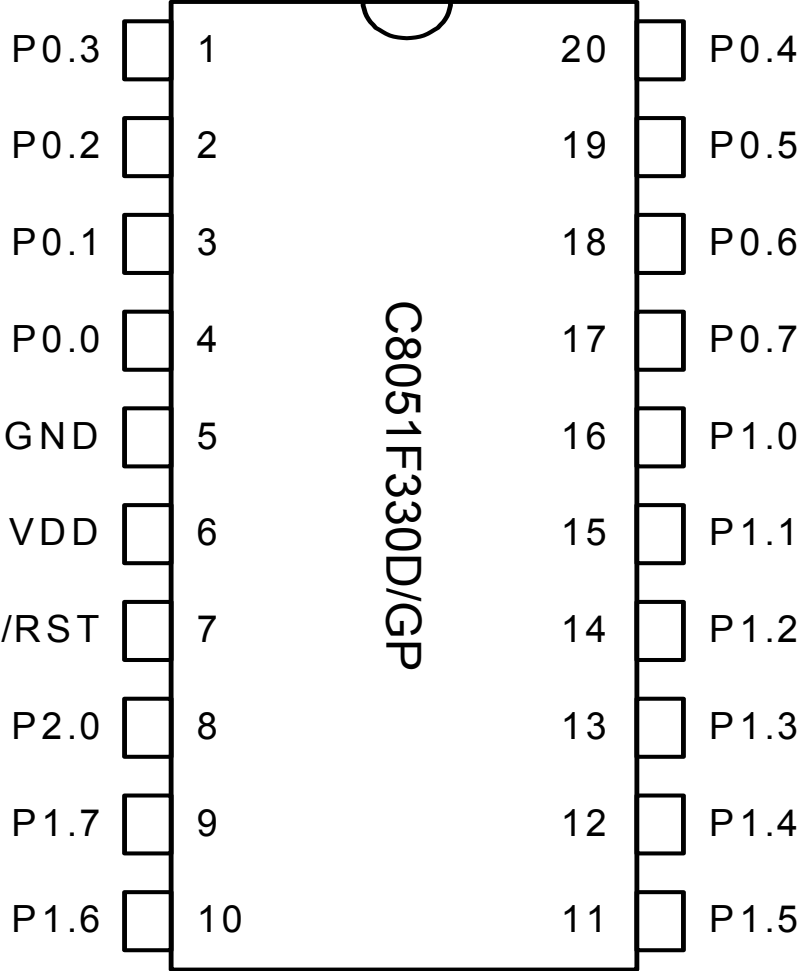 P0.3 1 20 P0.4
P0.2 2 19 P0.5
P0.1 3 18 P0.6
P0.0 4 17 P0.7
GND 5 16 P1.0
VDD 6 15 P1.1
/RST 7 14 P1.2
P2.0 8 13 P1.3
P1.7 9 12 P1.4
P1.6 10 11 P1.5
C8051F330D/GP